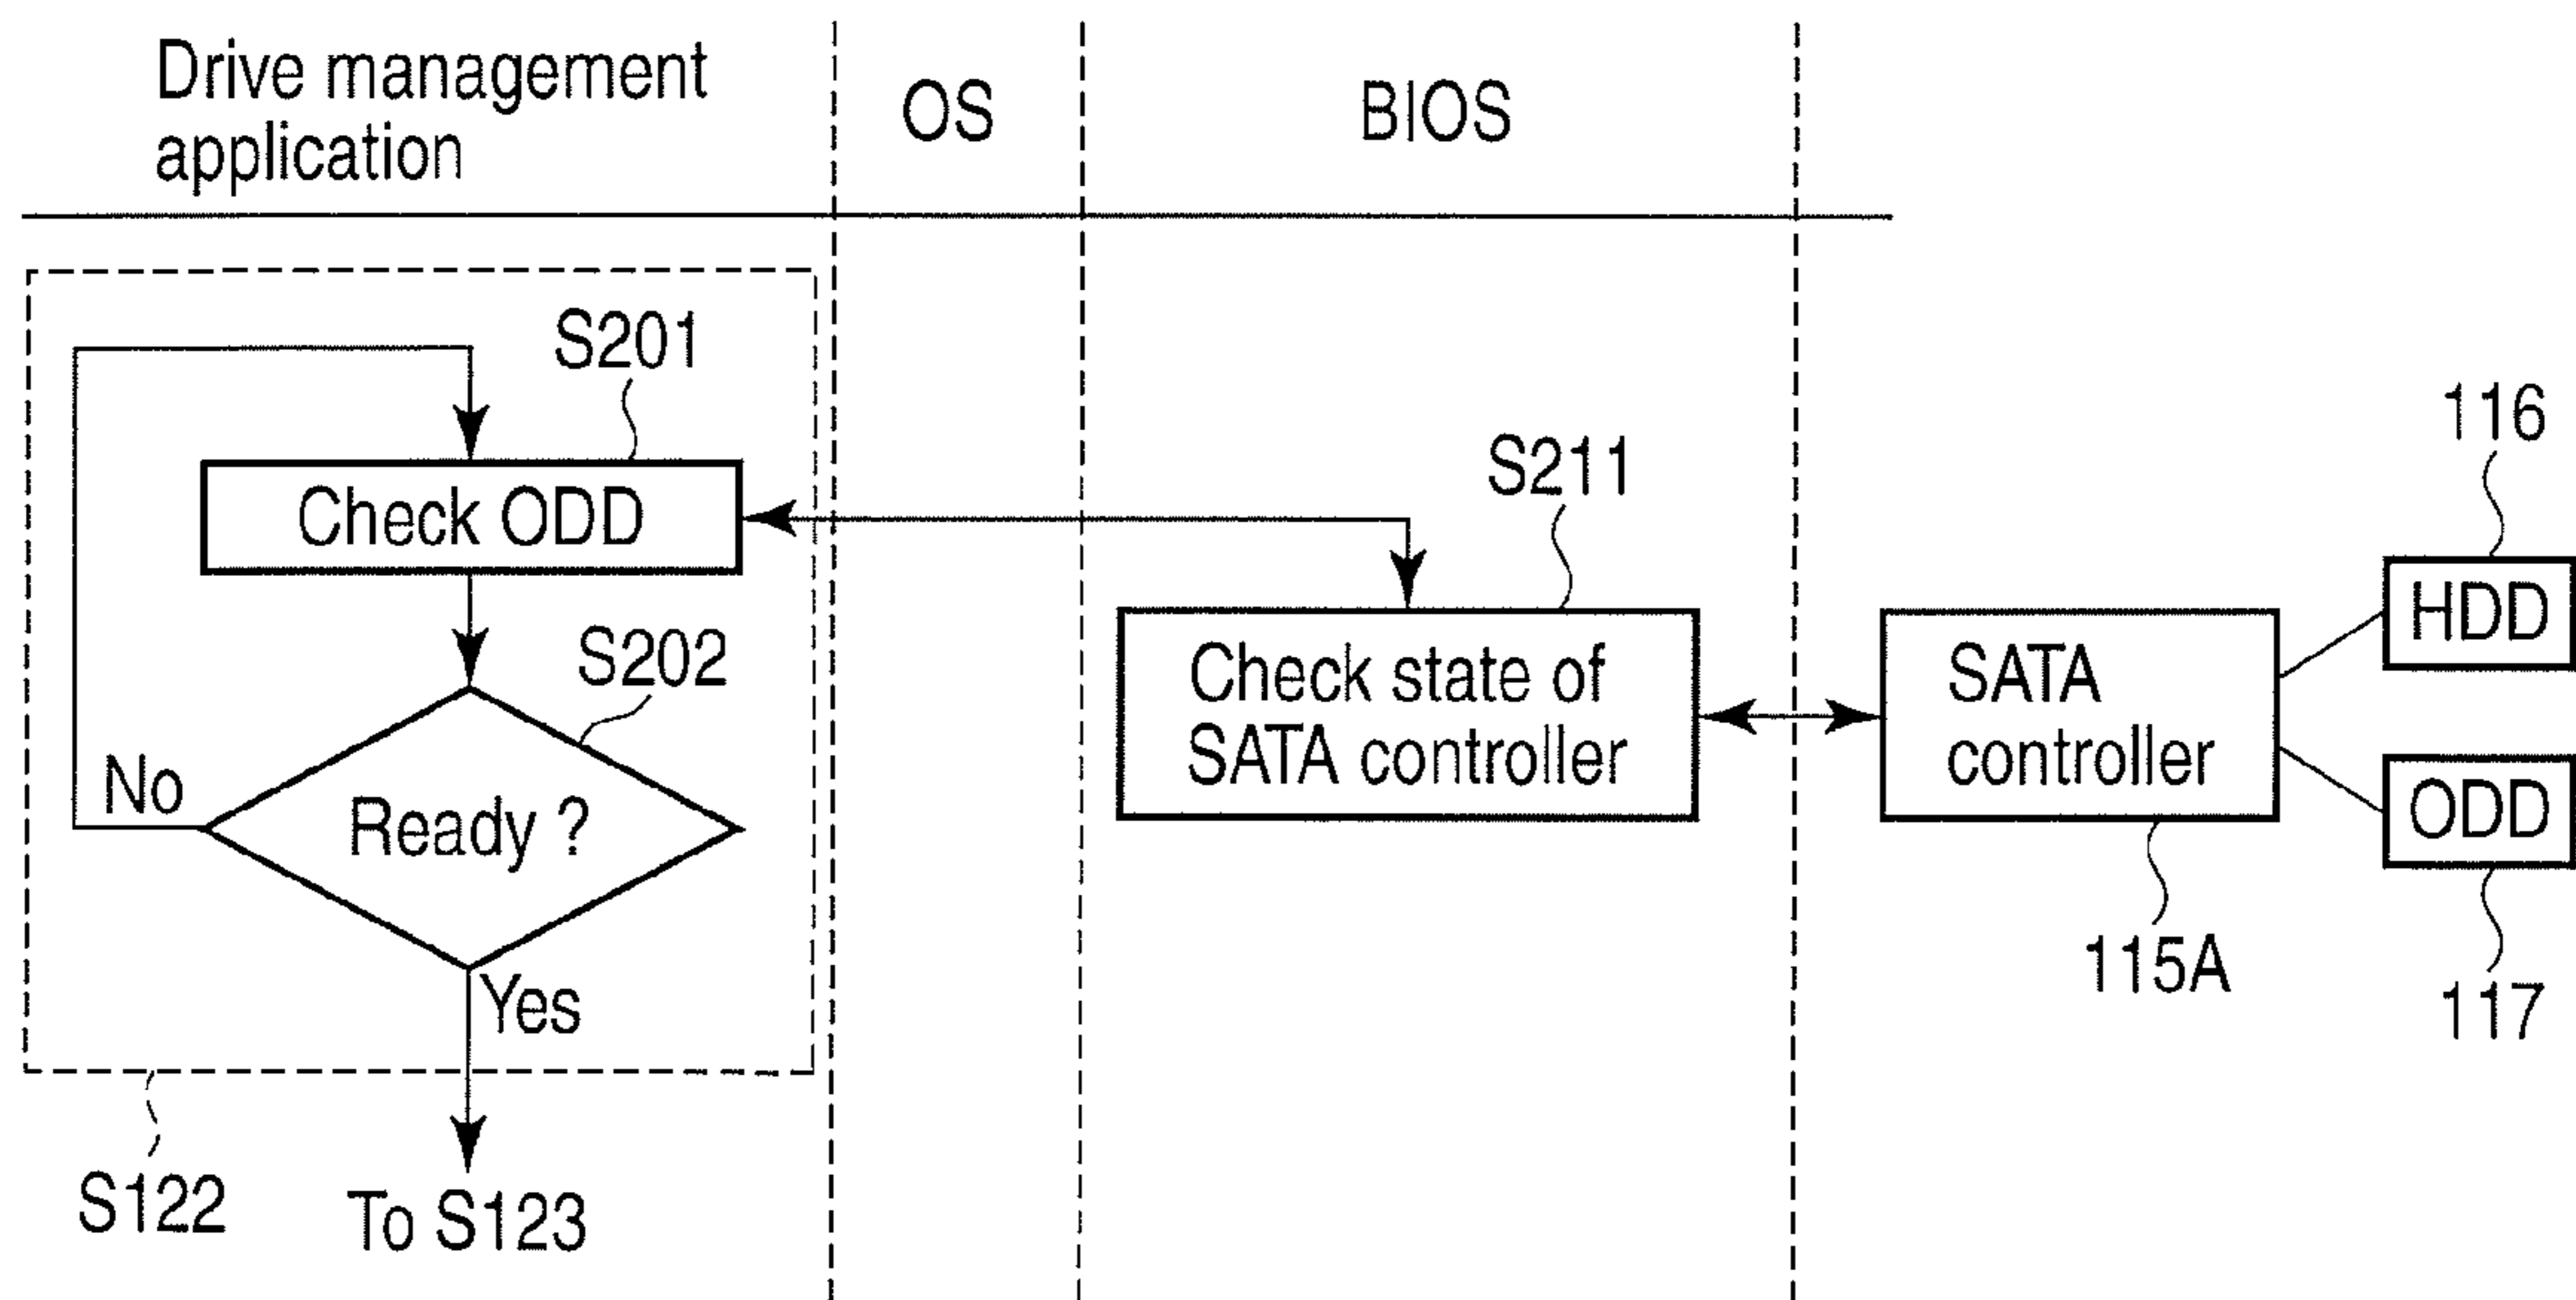 Drive management
application
OS
BIOS
S201
Check ODD
S202
Ready ?
No
Yes
S122
To S123
S211
Check state of
SATA controller
SATA
controller
115A
116
HDD
ODD
117